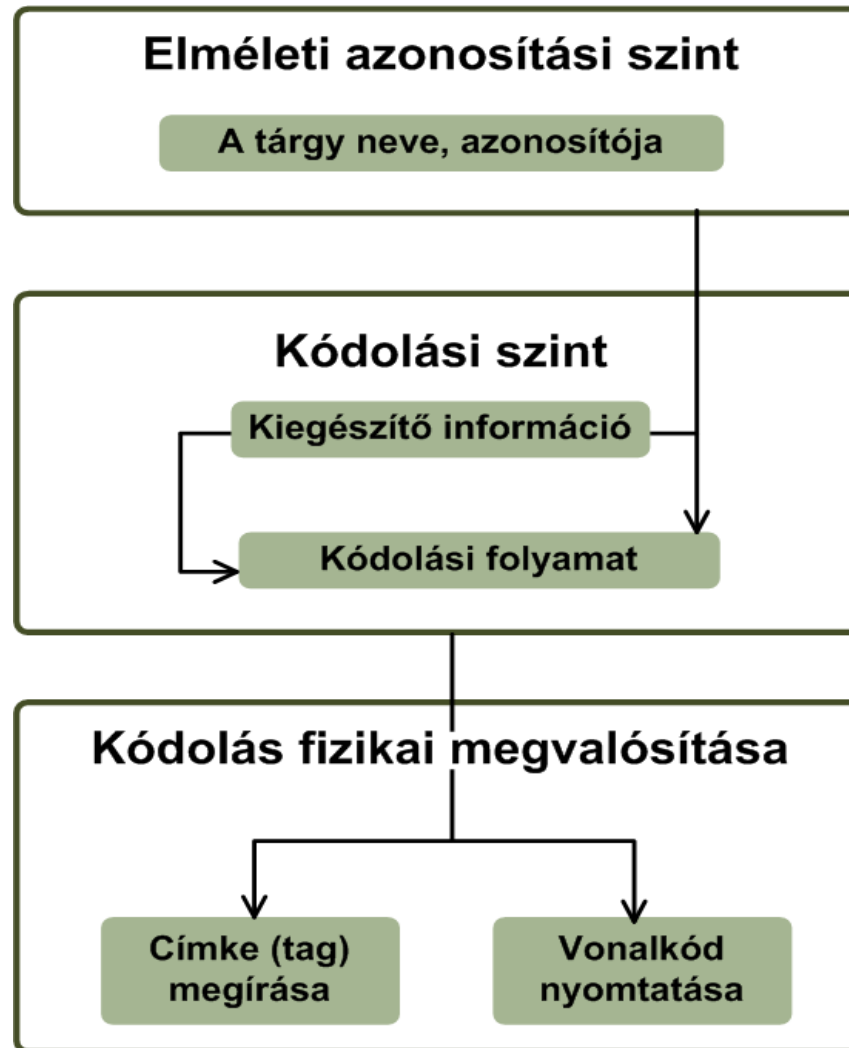 Elméleti azonosítási szint
A tárgy neve, azonosítója
Kódolási szint
Kiegészítő információ
Kódolási folyamat
Kódolás fizikai megvalósítása
Címke (tag)
megírása
Vonalkód
nyomtatása